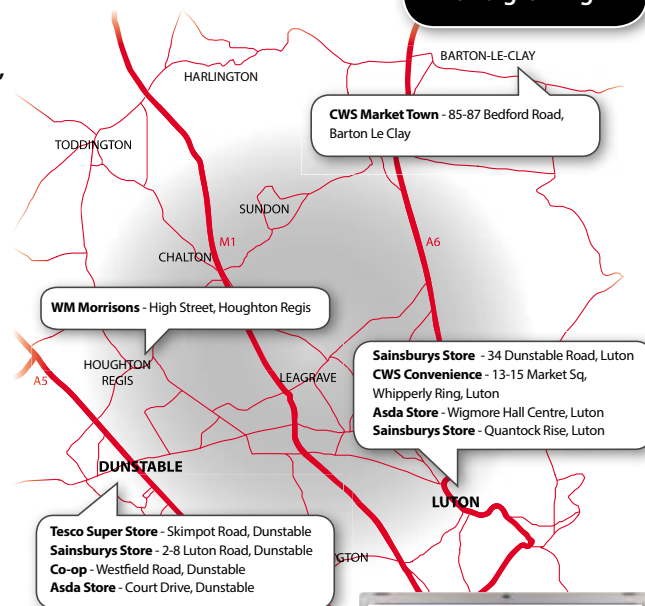 BARTON-LE-CLAY
HARLINGTON
CWS Market Town - 85-87 Bedford Road,
Barton Le Clay
TODDINGTON
SUNDON
M1
A6
CHALTON
WM Morrisons - High Street, Houghton Regis
HOUGHTON
REGIS
A5
LEAGRAVE
Sainsburys Store - 34 Dunstable Road, Luton
CWS Convenience - 13-15 Market Sq,
Whipperly Ring, Luton
Asda Store - Wigmore Hall Centre, Luton
Sainsburys Store - Quantock Rise, Luton
DUNSTABLE
LUTON
Tesco Super Store - Skimpot Road, Dunstable
Sainsburys Store - 2-8 Luton Road, Dunstable
Co-op - Westfield Road, Dunstable
Asda Store - Court Drive, Dunstable
GTON